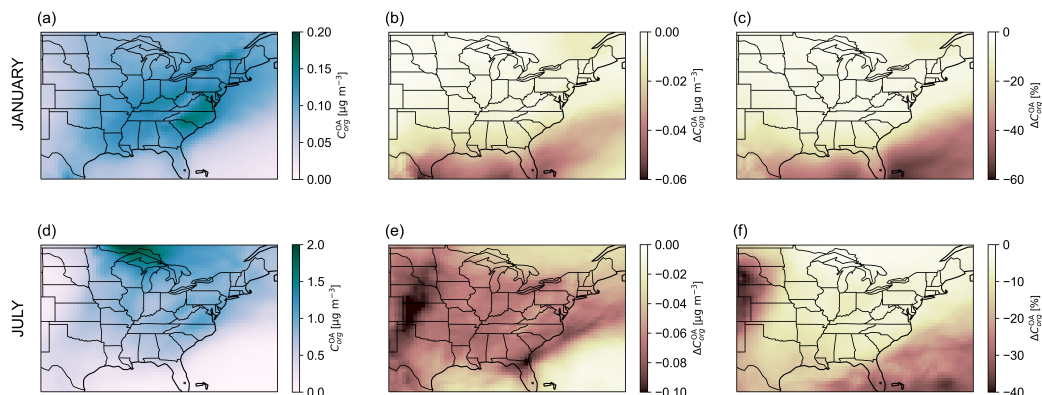 (a)
(b)
(c)
JANUARY
0.20
0.15
0.10
0.05
0.00
C_org^OA [μg m⁻³]
0.00
−0.02
−0.04
−0.06
ΔC_org^OA [μg m⁻³]
0
−20
−40
−60
ΔC_org^OA [%]
(d)
(e)
(f)
JULY
2.0
1.5
1.0
0.5
0.0
C_org^OA [μg m⁻³]
0.00
−0.02
−0.04
−0.06
−0.08
−0.10
ΔC_org^OA [μg m⁻³]
0
−10
−20
−30
−40
ΔC_org^OA [%]